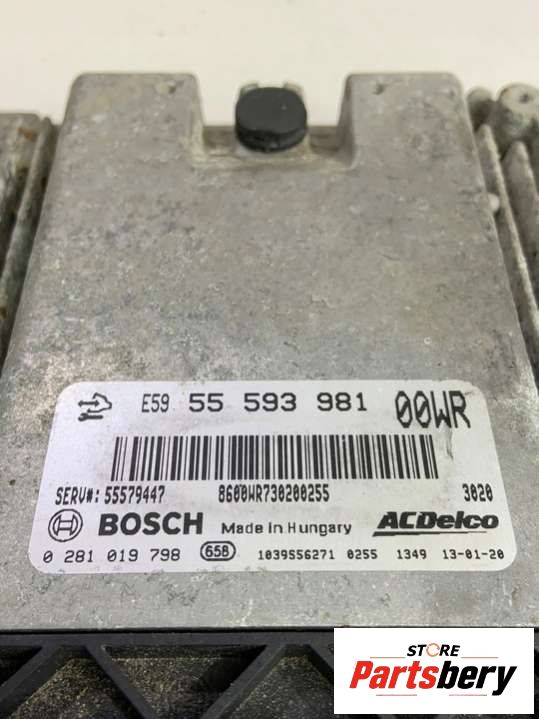 E59 55 593 981 00WR
SERV#: 55579447 8600WR730200255 3020
BOSCH Made in Hungary ACDelco
0 281 019 798 658 1039S56271 0255 1349 13-01-20
STORE
Partsbery